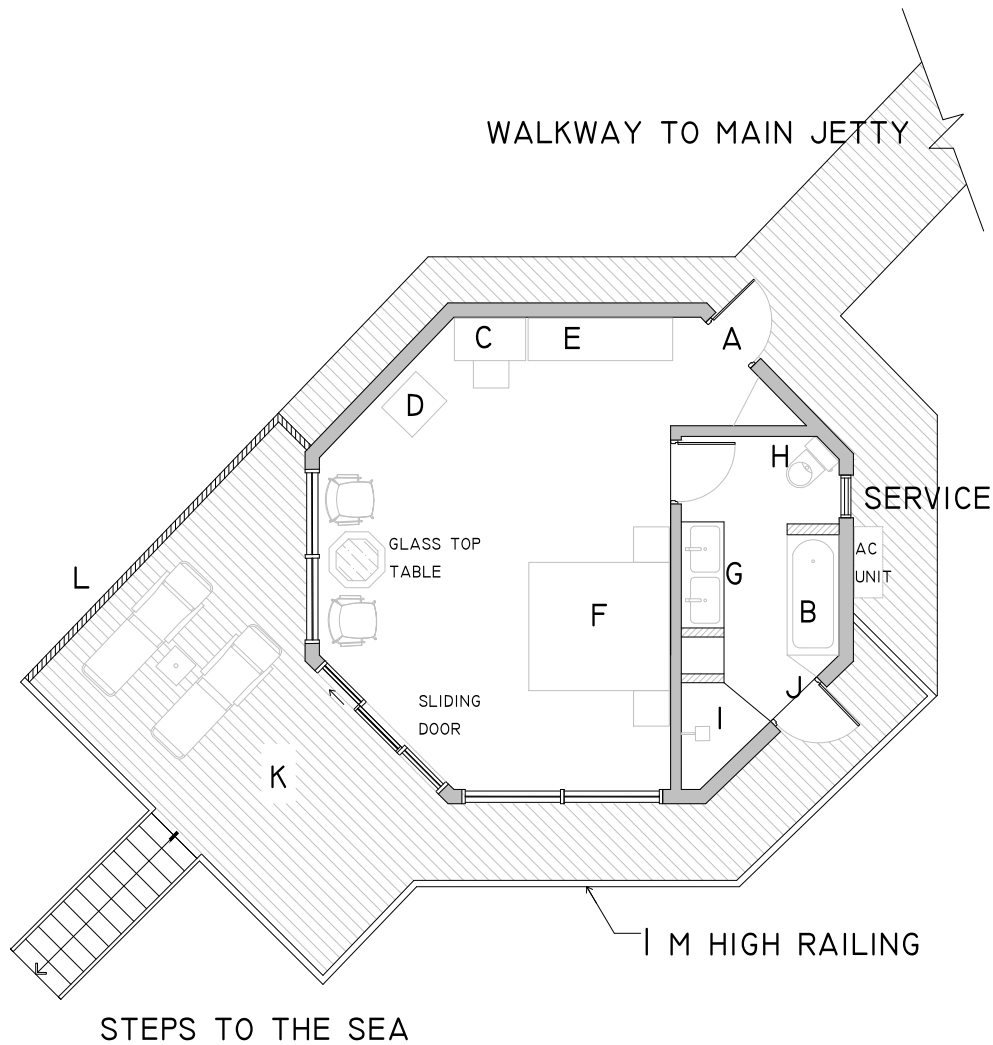 WALKWAY TO MAIN JETTY
A
C
E
D
H
SERVICE
GLASS TOP
TABLE
AC
UNIT
G
L
F
B
J
SLIDING
DOOR
I
K
1 M HIGH RAILING
STEPS TO THE SEA